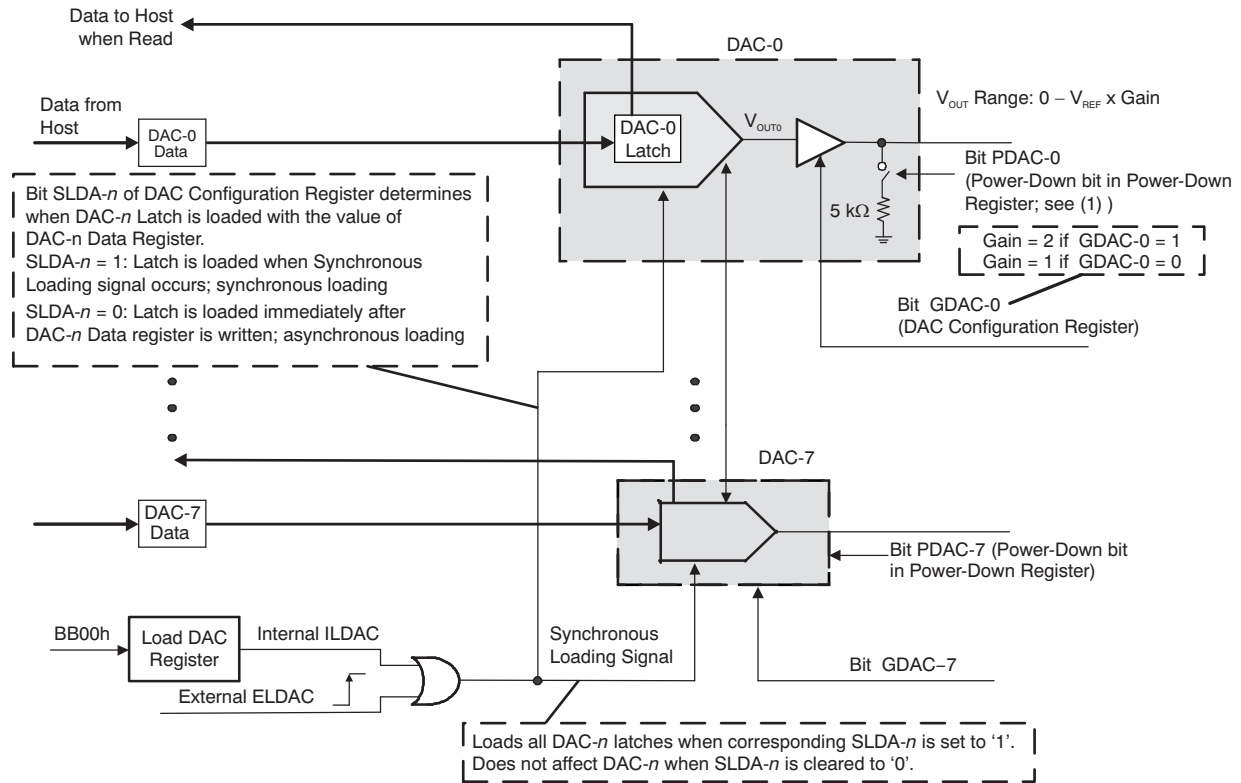 Data to Host
when Read
DAC-0
Data from
Host
DAC-0
Data
DAC-0
Latch
VOUT0
VOUT Range: 0 – VREF x Gain
5 kΩ
Bit PDAC-0
(Power-Down bit in Power-Down
Register; see (1) )
Gain = 2 if GDAC-0 = 1
Gain = 1 if GDAC-0 = 0
Bit GDAC-0
(DAC Configuration Register)
Bit SLDA-n of DAC Configuration Register determines
when DAC-n Latch is loaded with the value of
DAC-n Data Register.
SLDA-n = 1: Latch is loaded when Synchronous
Loading signal occurs; synchronous loading
SLDA-n = 0: Latch is loaded immediately after
DAC-n Data register is written; asynchronous loading
DAC-7
DAC-7
Data
Bit PDAC-7 (Power-Down bit
in Power-Down Register)
BB00h
Load DAC
Register
Internal ILDAC
External ELDAC
Synchronous
Loading Signal
Bit GDAC–7
Loads all DAC-n latches when corresponding SLDA-n is set to ‘1’.
Does not affect DAC-n when SLDA-n is cleared to ‘0’.